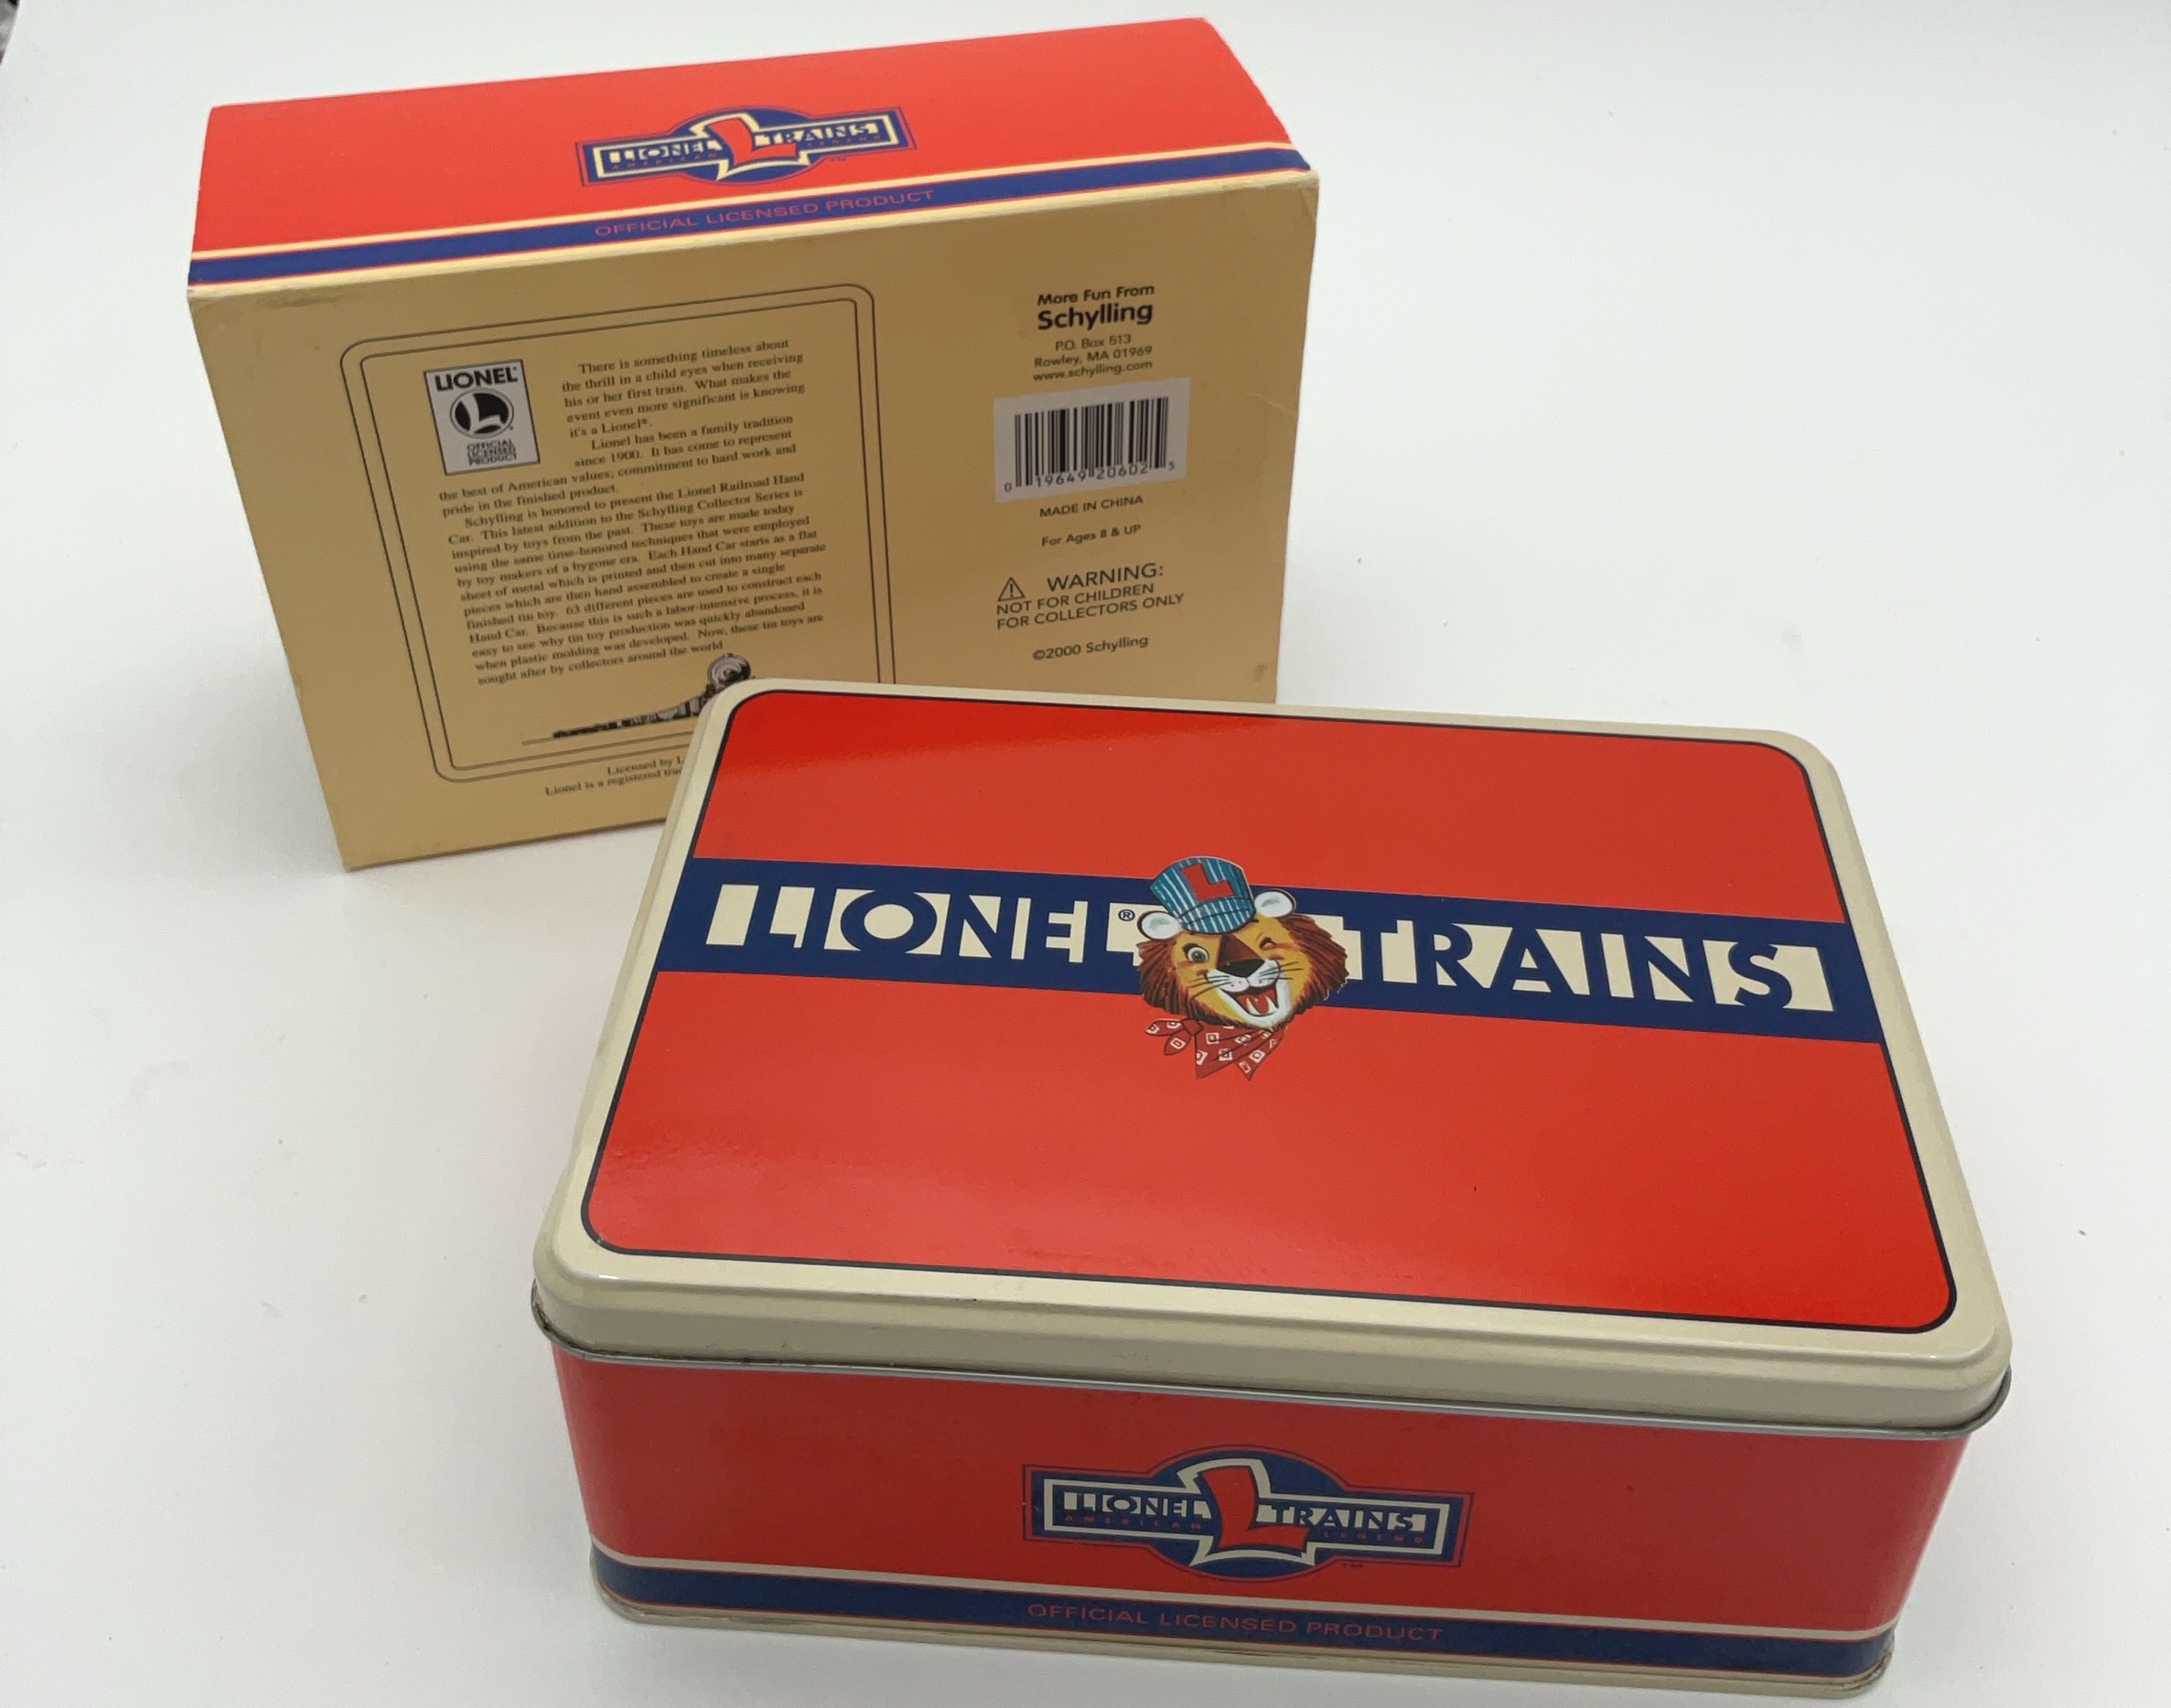 LIONEL TRAINS
AMERICAN LEGEND
™
OFFICIAL LICENSED PRODUCT
LIONEL®
L
OFFICIAL
LICENSED
PRODUCT
There is something timeless about
the thrill in a child eyes when receiving
his or her first train. What makes the
event even more significant is knowing
it's a Lionel®.
Lionel has been a family tradition
since 1900. It has come to represent
the best of American values; commitment to hard work and
pride in the finished product.
Schylling is honored to present the Lionel Railroad Hand
Car. This latest addition to the Schylling Collector Series is
inspired by toys from the past. These toys are made today
using the same time-honored techniques that were employed
by toy makers of a bygone era. Each Hand Car starts as a flat
sheet of metal which is printed and then cut into many separate
pieces which are then hand assembled to create a single
finished tin toy. 63 different pieces are used to construct each
Hand Car. Because this is such a labor-intensive process, it is
easy to see why tin toy production was quickly abandoned
when plastic molding was developed. Now, these tin toys are
sought after by collectors around the world
Licensed by
Lionel is a registered
More Fun From
Schylling
P.O. Box 513
Rowley, MA 01969
www.schylling.com
0 19649 20602 5
MADE IN CHINA
For Ages 8 & UP
WARNING:
NOT FOR CHILDREN
FOR COLLECTORS ONLY
©2000 Schylling
LIONEL® TRAINS
L
LIONEL L TRAINS
AMERICAN LEGEND
™
OFFICIAL LICENSED PRODUCT